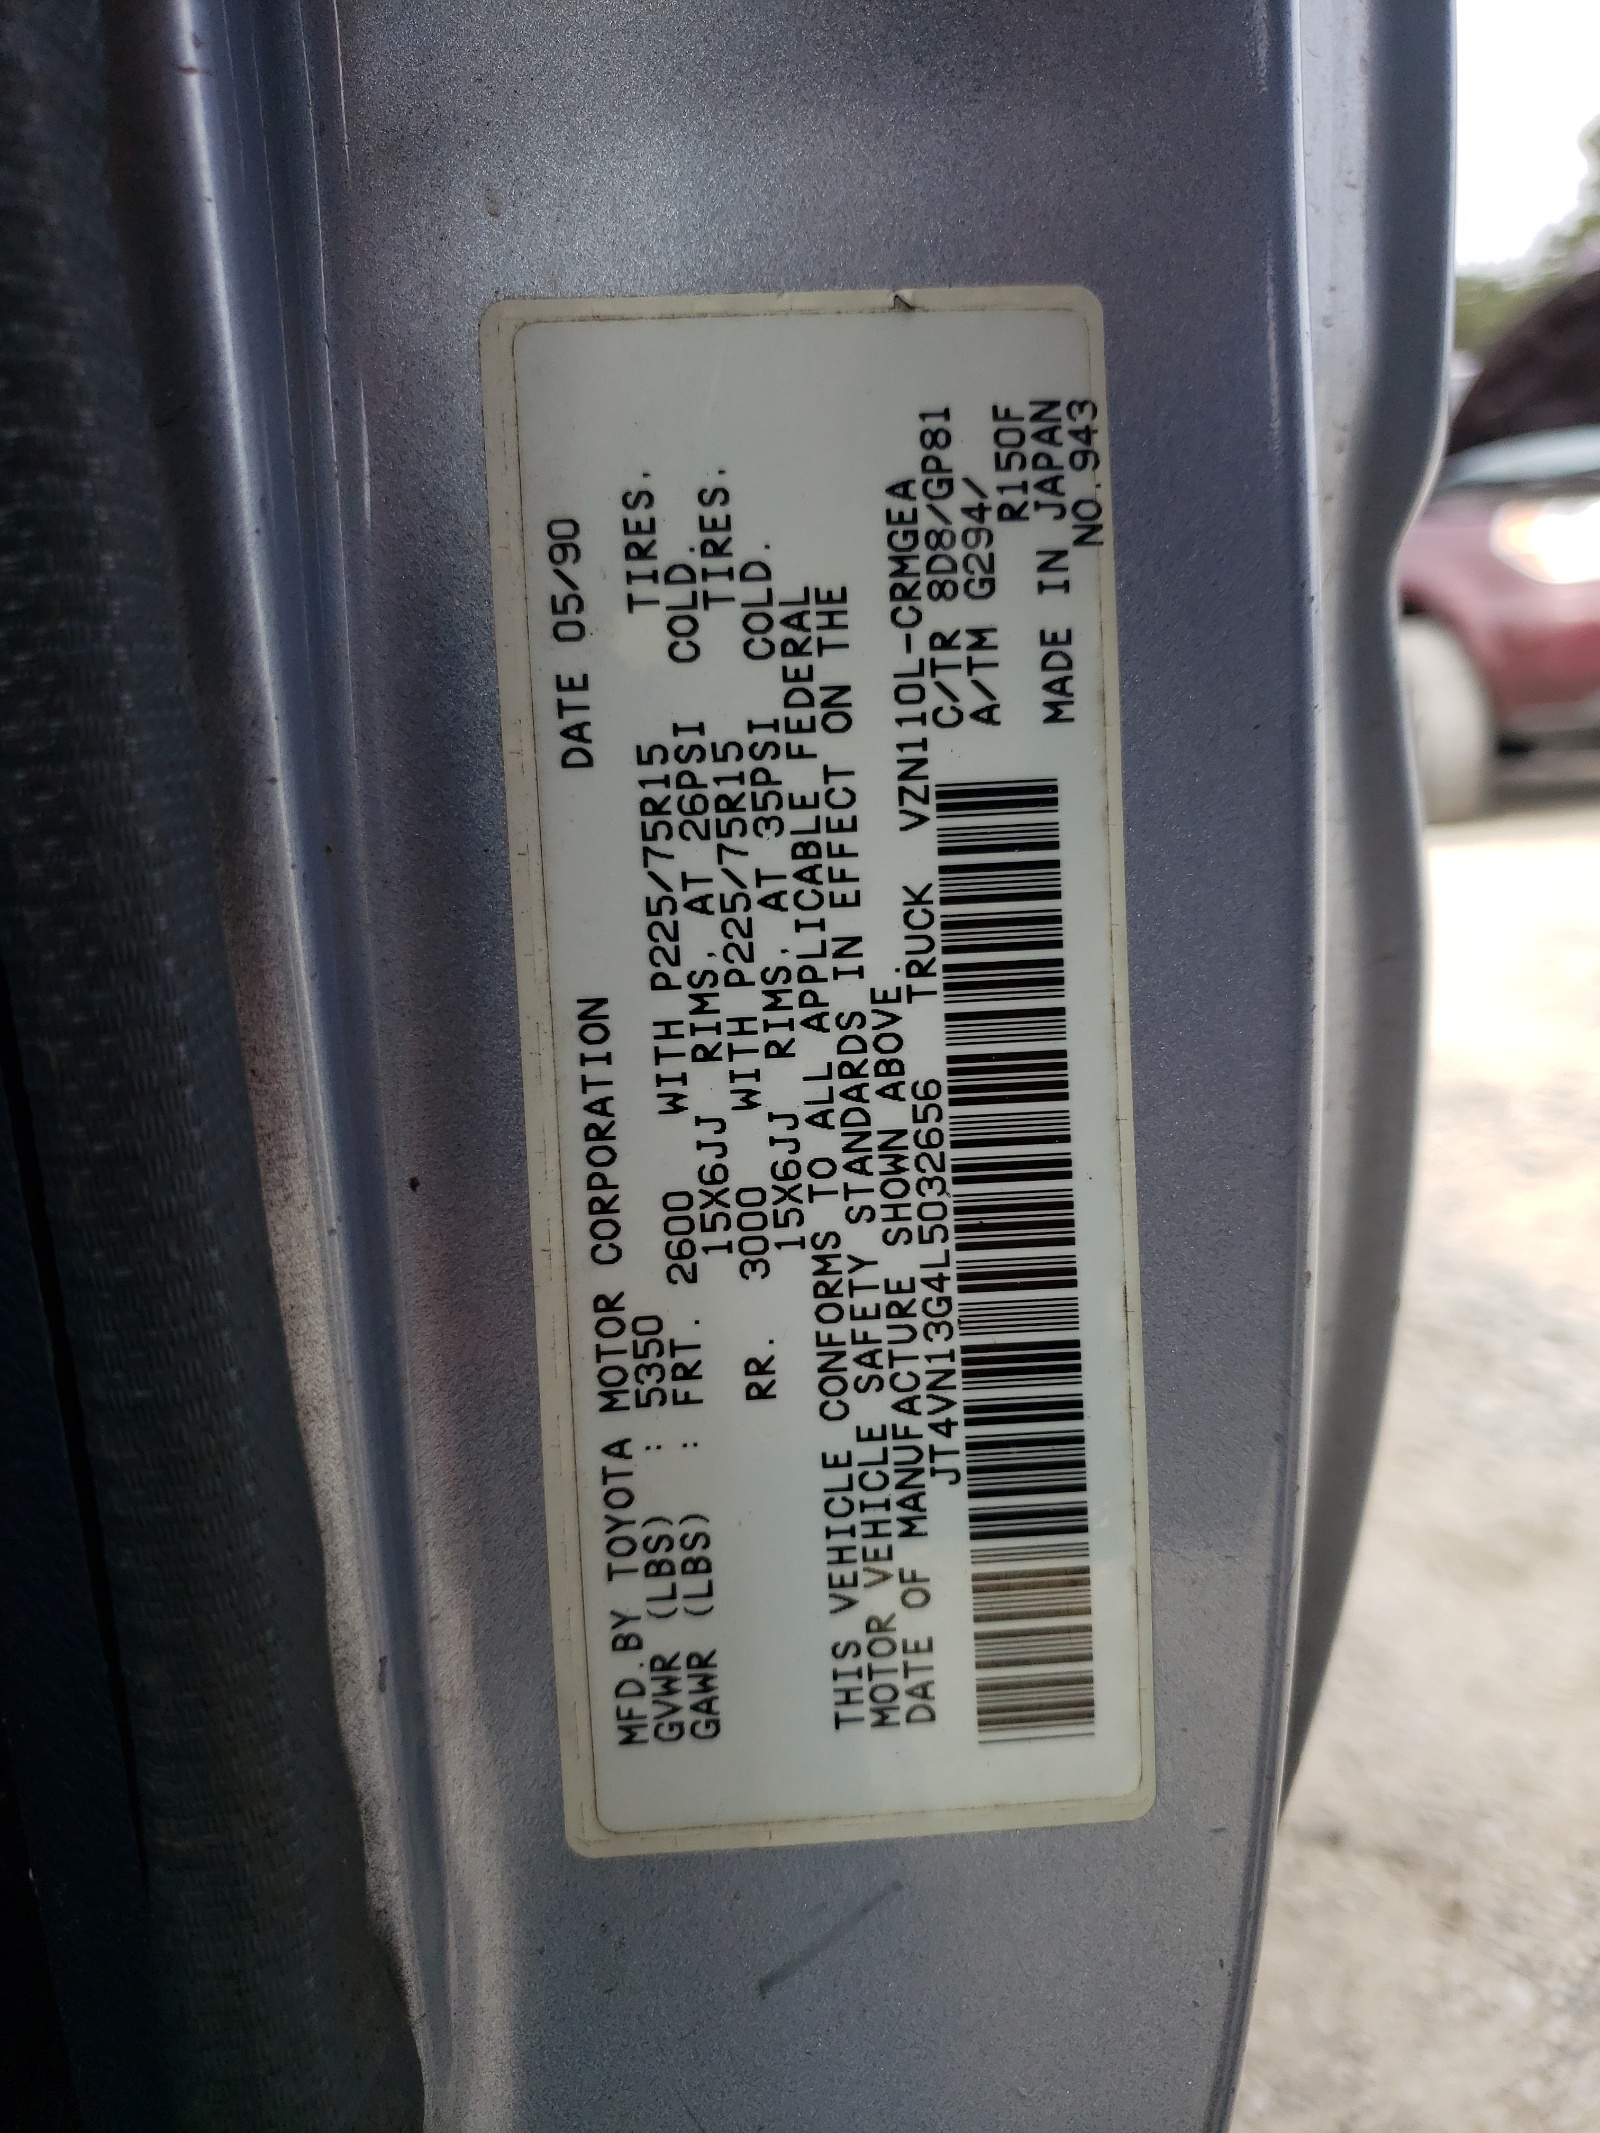 DATE 05/90
MFD.BY TOYOTA MOTOR CORPORATION
GVWR (LBS) : 5350
GAWR (LBS) : FRT. 2600 WITH P225/75R15 TIRES.
15X6JJ RIMS, AT 26PSI COLD.
RR. 3000 WITH P225/75R15 TIRES.
15X6JJ RIMS, AT 35PSI COLD.
THIS VEHICLE CONFORMS TO ALL APPLICABLE FEDERAL
MOTOR VEHICLE SAFETY STANDARDS IN EFFECT ON THE
DATE OF MANUFACTURE SHOWN ABOVE.
JT4VN13G4L5032656 TRUCK VZN110L-CRMGEA
C/TR 8D8/GP81
A/TM G294/
R150F
MADE IN JAPAN
NO.943